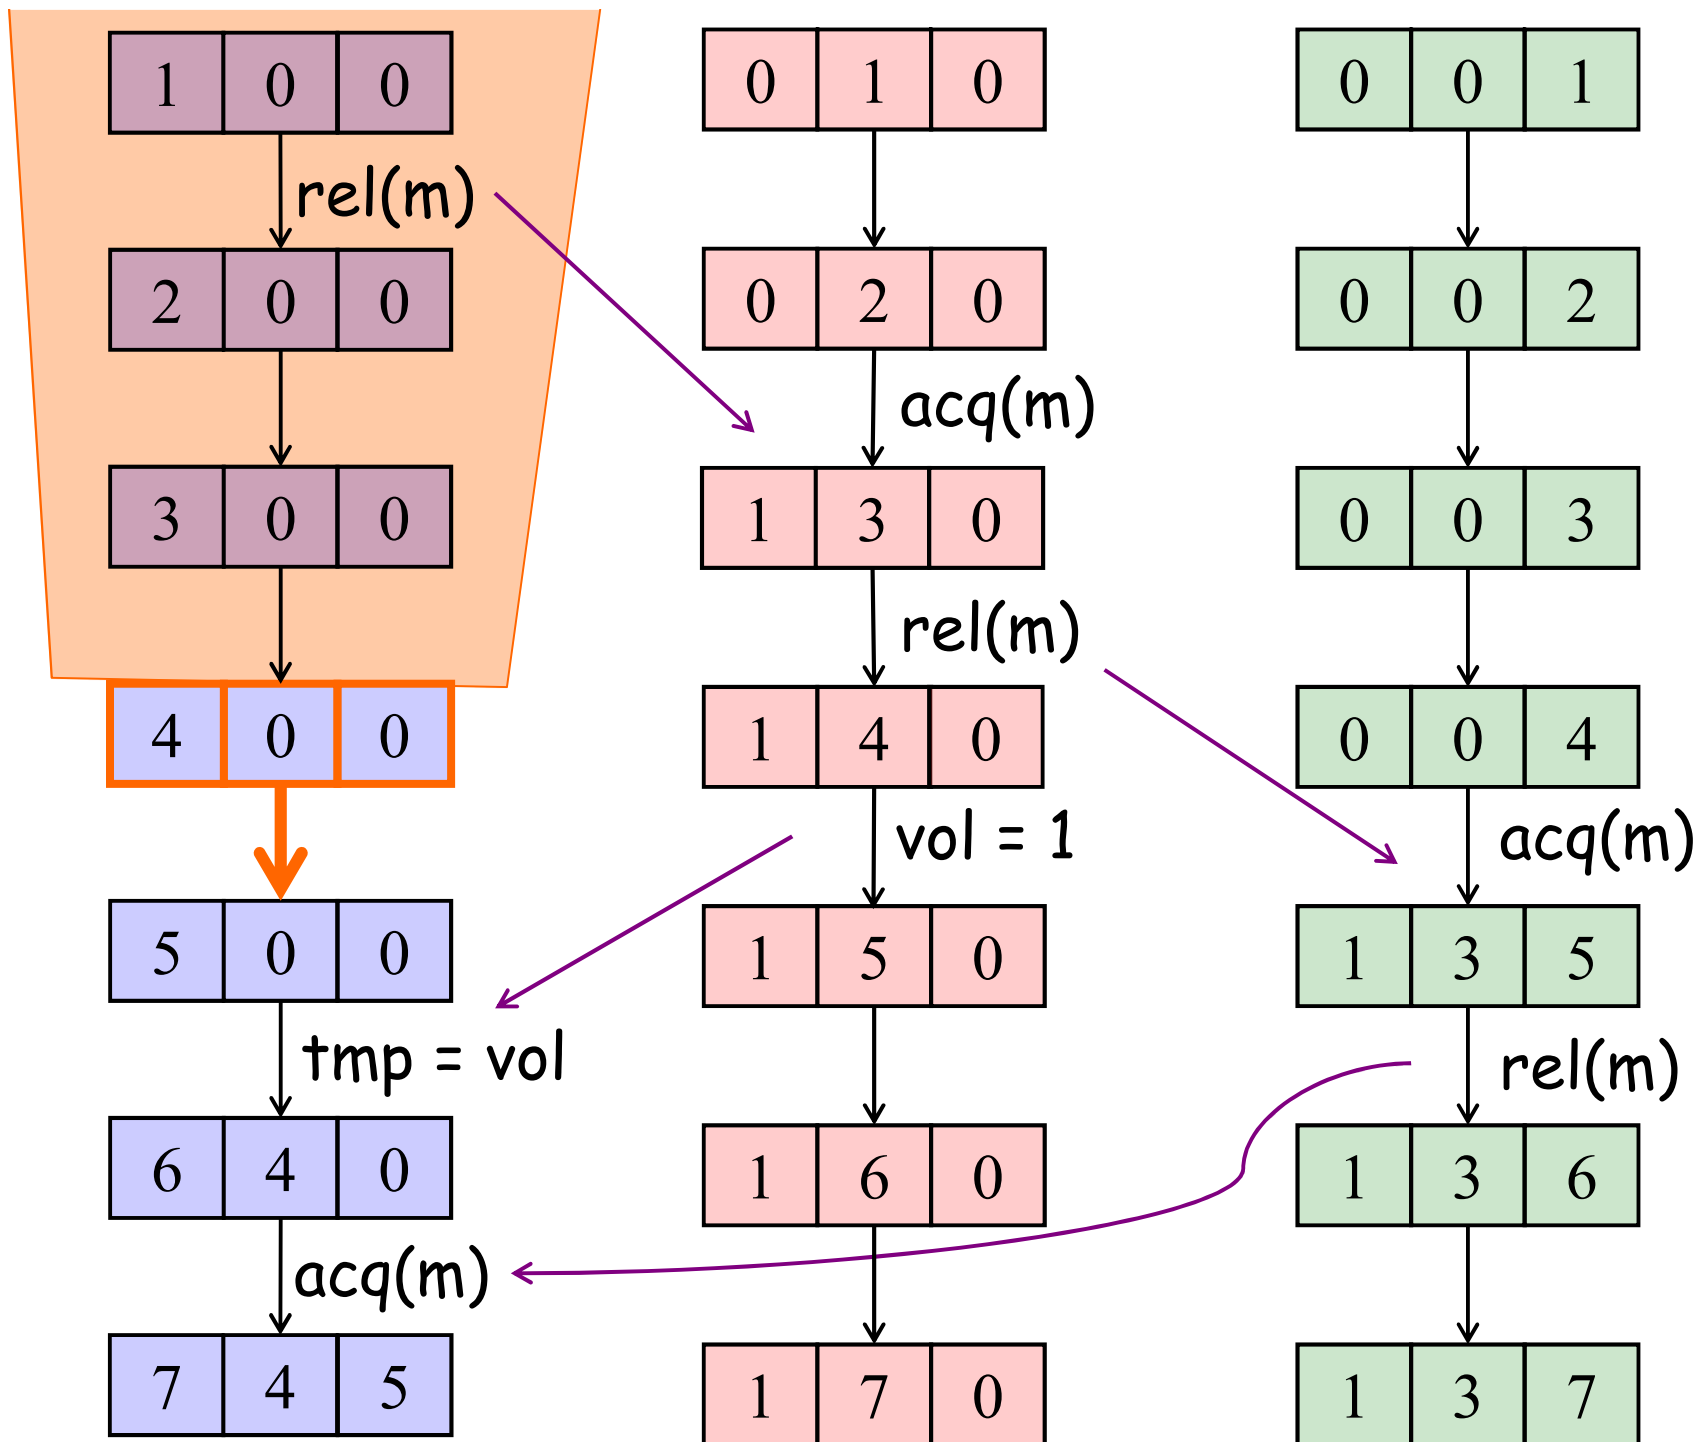 1 0 0
0 1 0
0 0 1
rel(m)
2 0 0
0 2 0
0 0 2
acq(m)
3 0 0
1 3 0
0 0 3
rel(m)
4 0 0
1 4 0
0 0 4
vol = 1
acq(m)
5 0 0
1 5 0
1 3 5
tmp = vol
rel(m)
6 4 0
1 6 0
1 3 6
acq(m)
7 4 5
1 7 0
1 3 7